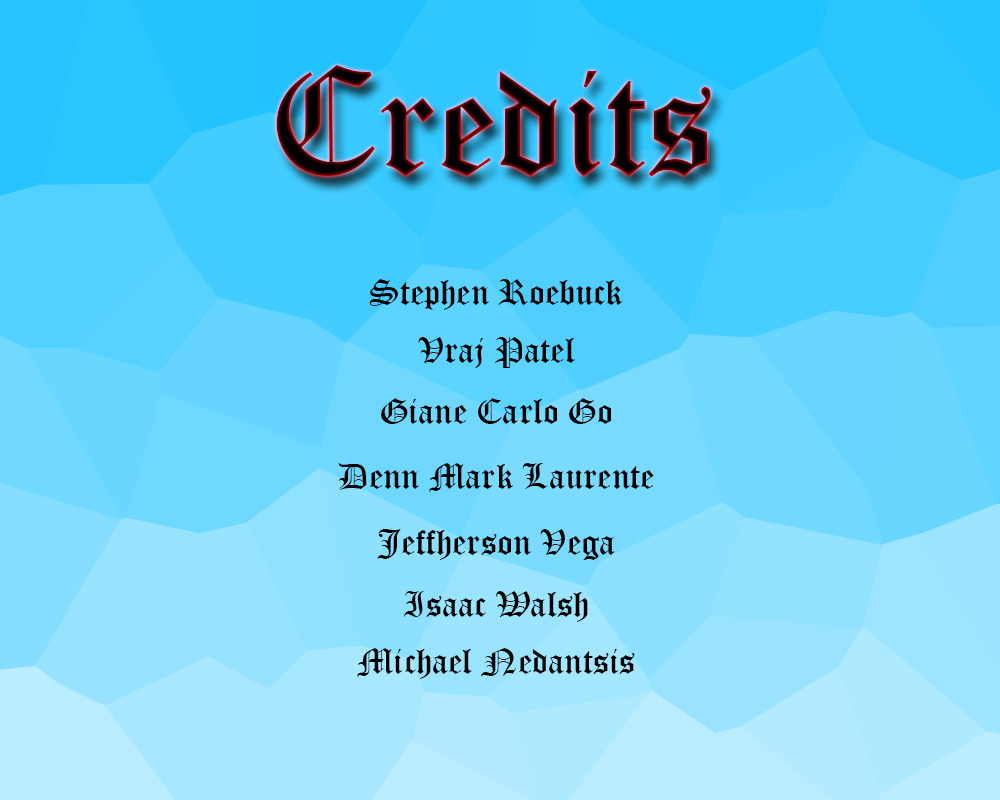 Credits
Stephen Roebuck
Vraj Patel
Giane Carlo Go
Denn Mark Laurente
Jeffherson Vega
Isaac Walsh
Michael Nedantsis